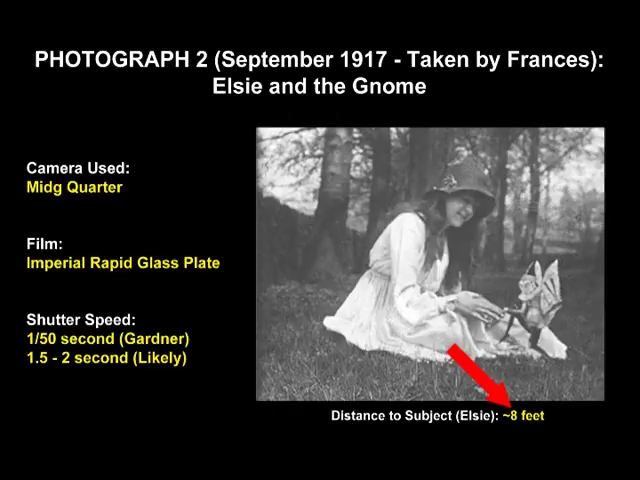 PHOTOGRAPH 2 (September 1917 - Taken by Frances):
Elsie and the Gnome
Camera Used:
Midg Quarter
Film:
Imperial Rapid Glass Plate
Shutter Speed:
1/50 second (Gardner)
1.5 - 2 second (Likely)
Distance to Subject (Elsie): ~8 feet